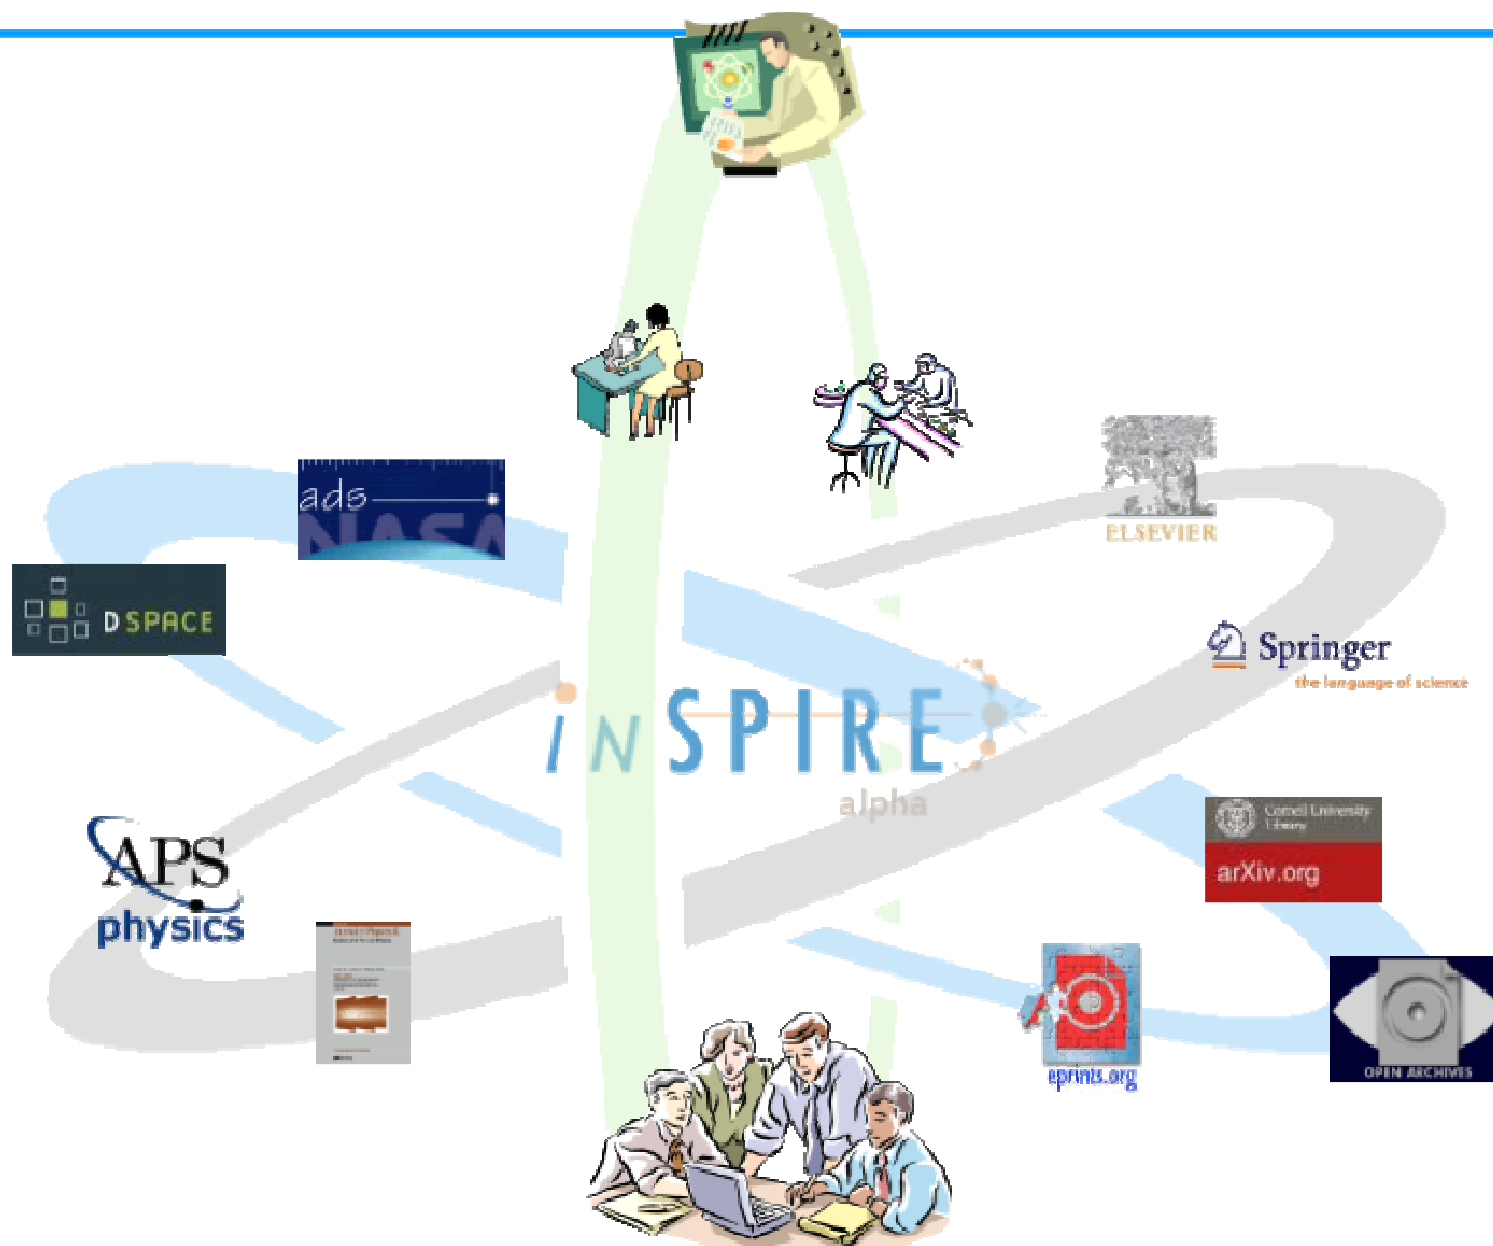 ads
NASA
DSPACE
ELSEVIER
Springer
the language of science
inSPIRE
alpha
Cornell University
Library
arXiv.org
APS
physics
eprints.org
OPEN ARCHIVES